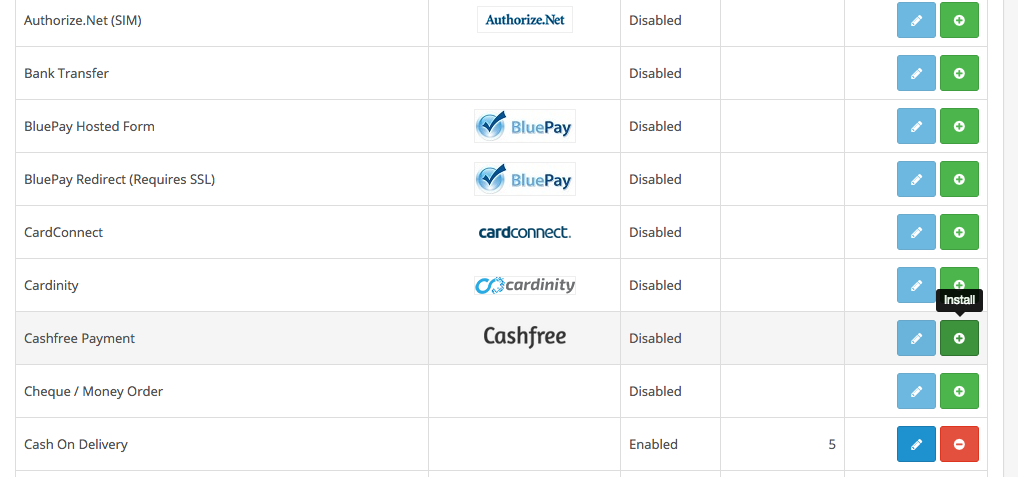 Authorize.Net (SIM) Authorize.Net Disabled
Bank Transfer Disabled
BluePay Hosted Form BluePay Disabled
BluePay Redirect (Requires SSL) BluePay Disabled
CardConnect cardconnect. Disabled
Cardinity cardinity Disabled
Install
Cashfree Payment Cashfree Disabled
Cheque / Money Order Disabled
Cash On Delivery Enabled 5